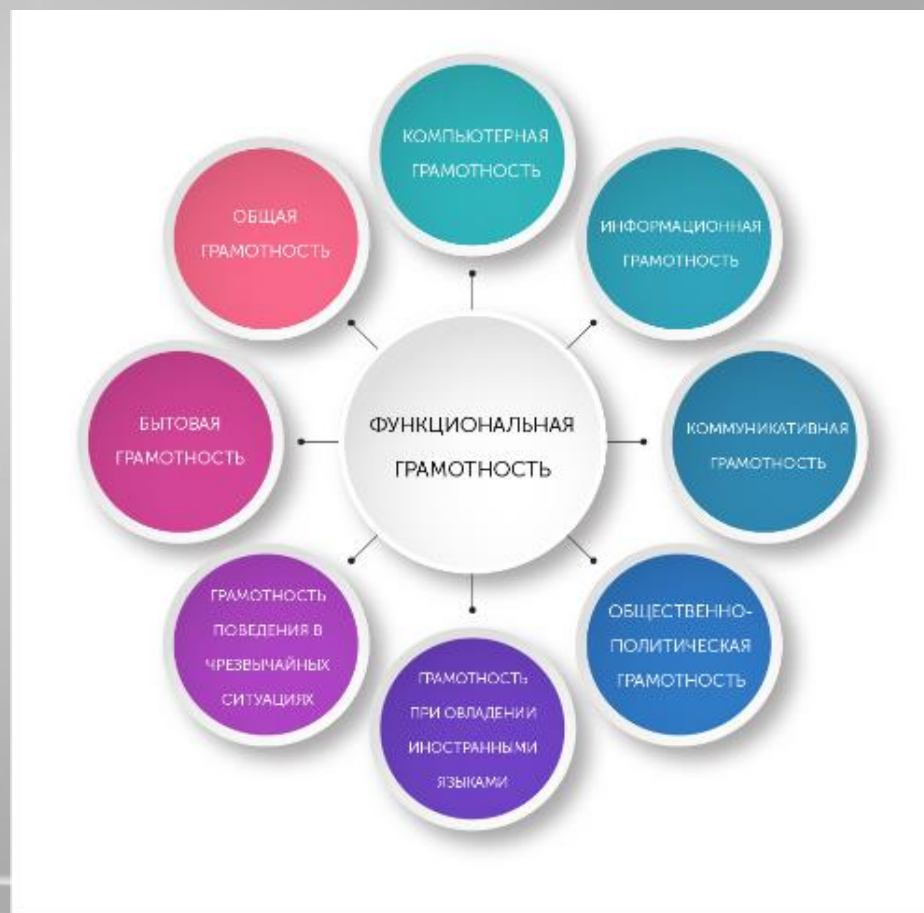 КОМПЬЮТЕРНАЯ
ГРАМОТНОСТЬ
ОБЩАЯ
ГРАМОТНОСТЬ
ИНФОРМАЦИОННАЯ
ГРАМОТНОСТЬ
БЫТОВАЯ
ГРАМОТНОСТЬ
ФУНКЦИОНАЛЬНАЯ
ГРАМОТНОСТЬ
КОММУНИКАТИВНАЯ
ГРАМОТНОСТЬ
ГРАМОТНОСТЬ
ПОВЕДЕНИЯ В
ЧРЕЗВЫЧАЙНЫХ
СИТУАЦИЯХ
ГРАМОТНОСТЬ
ПРИ ОВЛАДЕНИИ
ИНОСТРАННЫМИ
ЯЗЫКАМИ
ОБЩЕСТВЕННО-
ПОЛИТИЧЕСКАЯ
ГРАМОТНОСТЬ